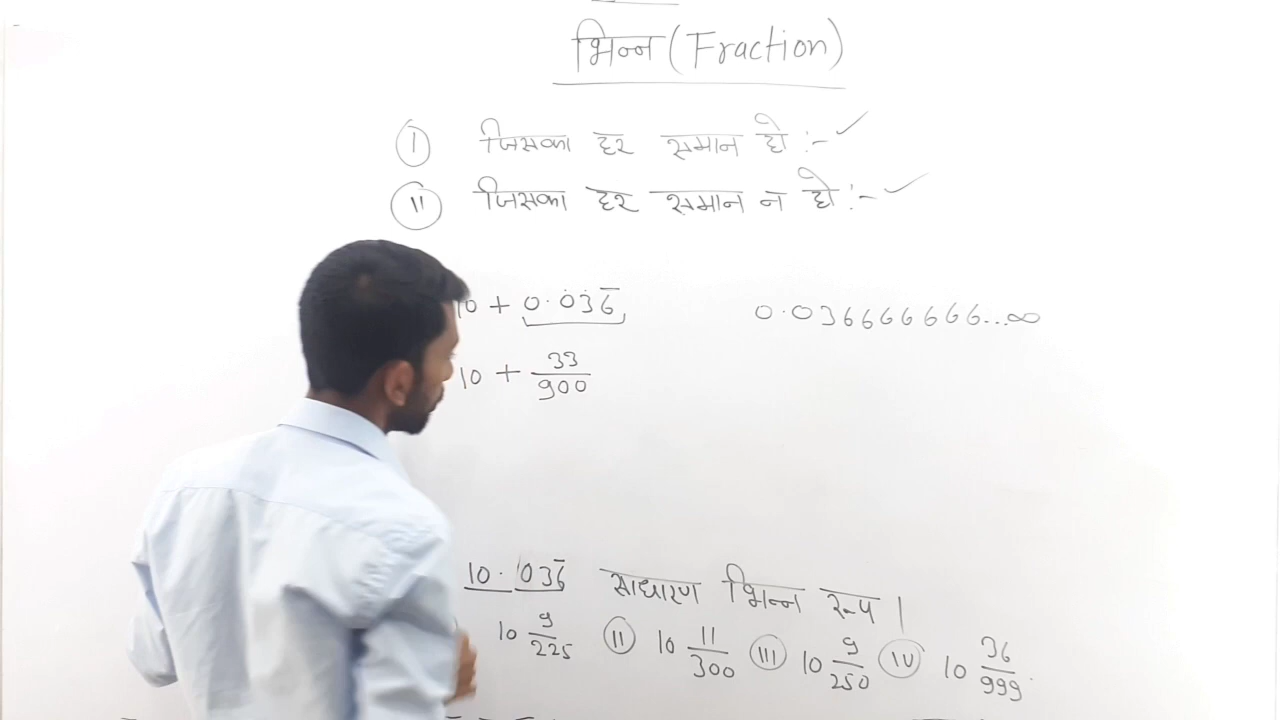 भिन्न (Fraction)
I जिसका हर समान हो :- ✓
II जिसका हर समान न हो :- ✓
10 + 0.036̅ 0.036666666...∞
10 + 33/900
10.036̅ साधारण भिन्न रूप।
10 9/225 II 10 11/300 III 10 9/250 IV 10 36/999